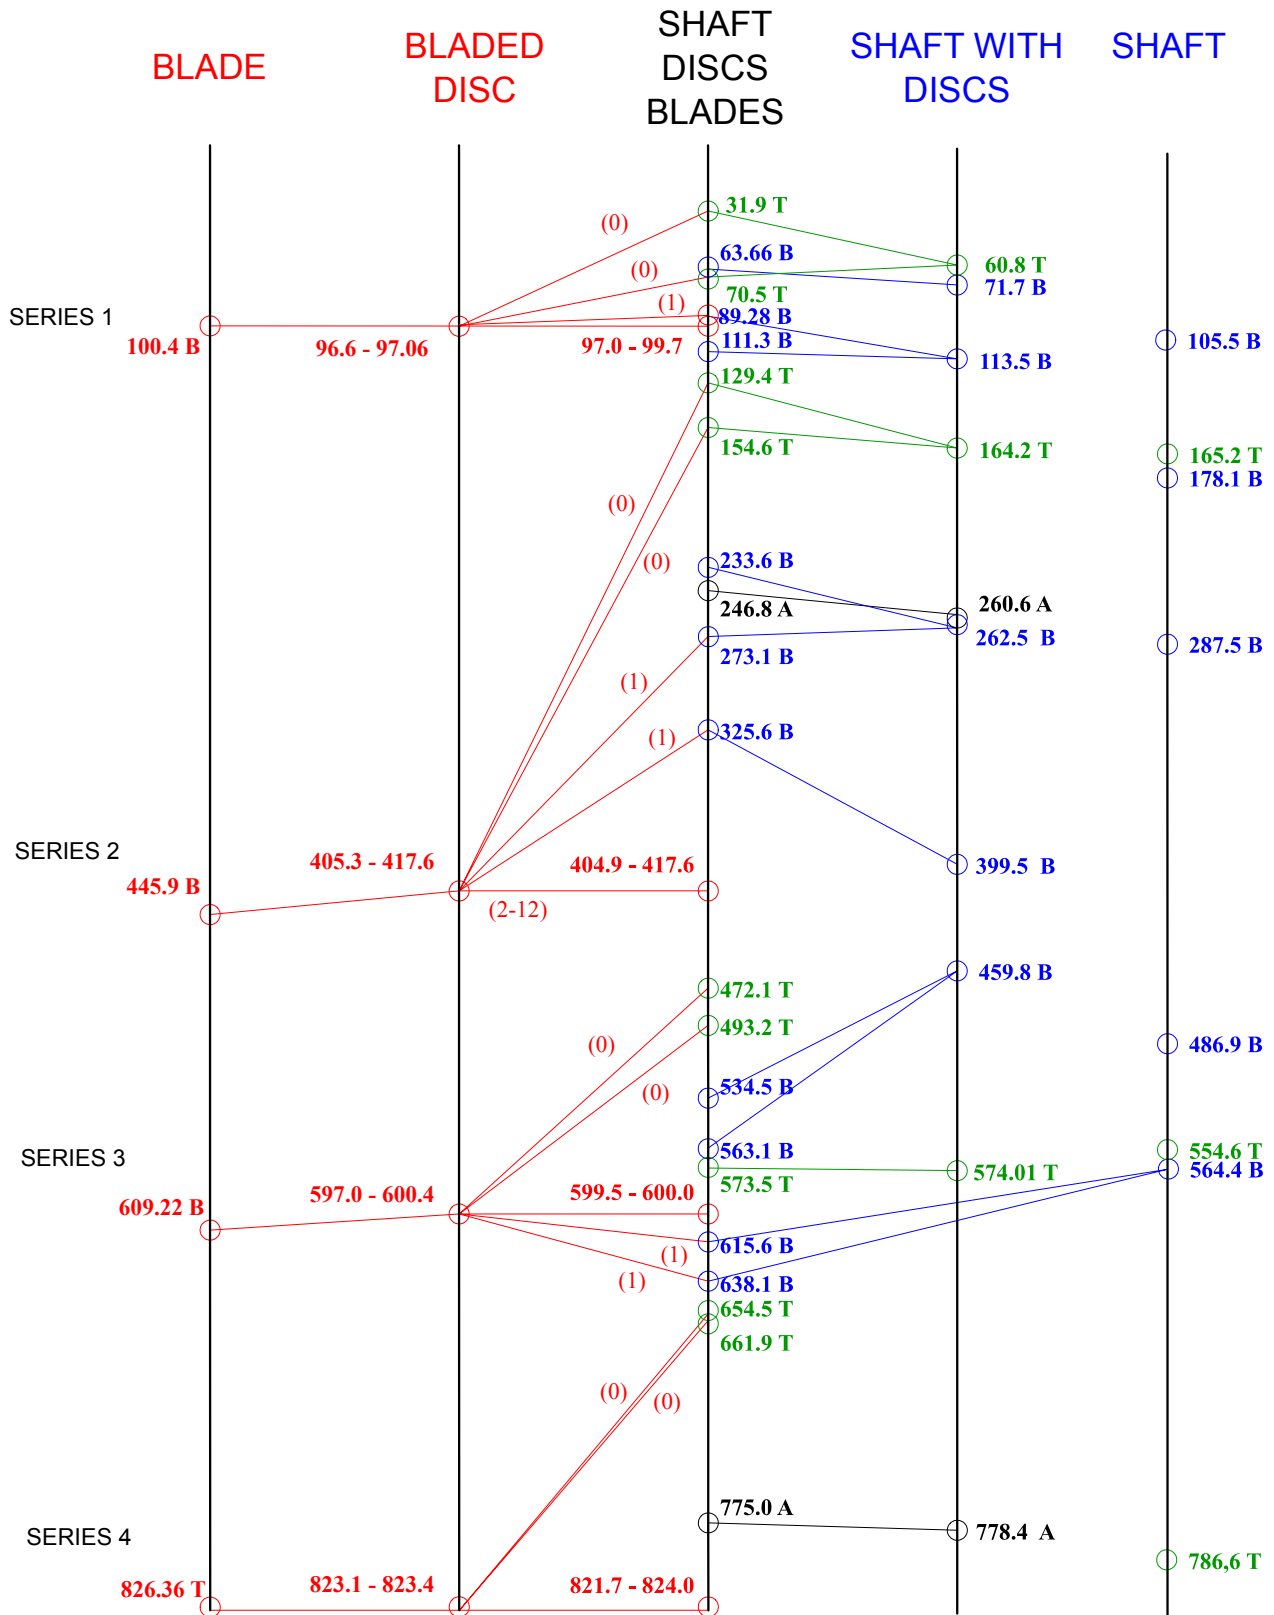 BLADE
BLADED
DISC
SHAFT
DISCS
BLADES
SHAFT WITH
DISCS
SHAFT
SERIES 1
100.4 B
96.6 - 97.06
97.0 - 99.7
(0)
(0)
(1)
31.9 T
63.66 B
70.5 T
89.28 B
111.3 B
129.4 T
154.6 T
60.8 T
71.7 B
113.5 B
164.2 T
105.5 B
165.2 T
178.1 B
(0)
(0)
(1)
(1)
233.6 B
246.8 A
273.1 B
325.6 B
260.6 A
262.5 B
287.5 B
SERIES 2
445.9 B
405.3 - 417.6
404.9 - 417.6
(2-12)
399.5 B
459.8 B
472.1 T
493.2 T
534.5 B
563.1 B
573.5 T
(0)
(0)
574.01 T
486.9 B
554.6 T
564.4 B
SERIES 3
609.22 B
597.0 - 600.4
599.5 - 600.0
(1)
(1)
615.6 B
638.1 B
654.5 T
661.9 T
(0)
(0)
775.0 A
778.4 A
786,6 T
SERIES 4
826.36 T
823.1 - 823.4
821.7 - 824.0